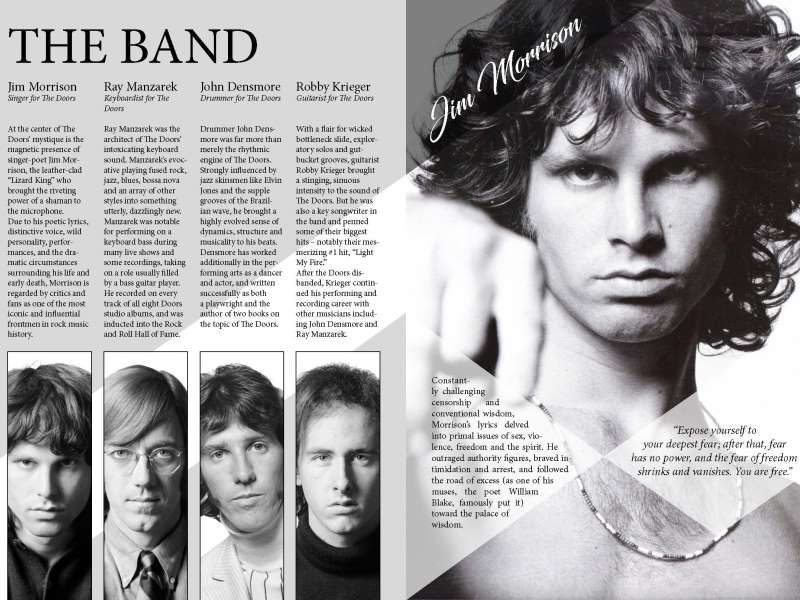 THE BAND
Jim Morrison
Singer for The Doors
At the center of The
Doors' mystique is the
magnetic presence of
singer-poet Jim Mor-
rison, the leather-clad
“Lizard King” who
brought the riveting
power of a shaman to
the microphone.
Due to his poetic lyrics,
distinctive voice, wild
personality, perfor-
mances, and the dra-
matic circumstances
surrounding his life and
early death, Morrison is
regarded by critics and
fans as one of the most
iconic and influential
frontmen in rock music
history.
Ray Manzarek
Keyboardist for The
Doors
Ray Manzarek was the
architect of The Doors'
intoxicating keyboard
sound. Manzarek's evoc-
ative playing fused rock,
jazz, blues, bossa nova
and an array of other
styles into something
utterly, dazzlingly new.
Manzarek was notable
for performing on a
keyboard bass during
many live shows and
some recordings, taking
on a role usually filled
by a bass guitar player.
He recorded on every
track of all eight Doors
studio albums, and was
inducted into the Rock
and Roll Hall of Fame.
John Densmore
Drummer for The Doors
Drummer John Dens-
more was far more than
merely the rhythmic
engine of The Doors.
Strongly influenced by
jazz skinsmen like Elvin
Jones and the supple
grooves of the Brazil-
ian wave, he brought a
highly evolved sense of
dynamics, structure and
musicality to his beats.
Densmore has worked
additionally in the per-
forming arts as a dancer
and actor, and written
successfully as both
a playwright and the
author of two books on
the topic of The Doors.
Robby Krieger
Guitarist for The Doors
With a flair for wicked
bottleneck slide, explor-
atory solos and gut-
bucket grooves, guitarist
Robby Krieger brought
a stinging, sinuous
intensity to the sound of
The Doors. But he was
also a key songwriter in
the band and penned
some of their biggest
hits – notably their mes-
merizing #1 hit, “Light
My Fire.”
After the Doors dis-
banded, Krieger contin-
ued his performing and
recording career with
other musicians includ-
ing John Densmore and
Ray Manzarek.
Jim Morrison
Constant-
ly challenging
censorship and
conventional wisdom,
Morrison's lyrics delved
into primal issues of sex, vio-
lence, freedom and the spirit. He
outraged authority figures, braved in-
timidation and arrest, and followed
the road of excess (as one of his
muses, the poet William
Blake, famously put it)
toward the palace of
wisdom.
“Expose yourself to
your deepest fear; after that, fear
has no power, and the fear of freedom
shrinks and vanishes. You are free.”